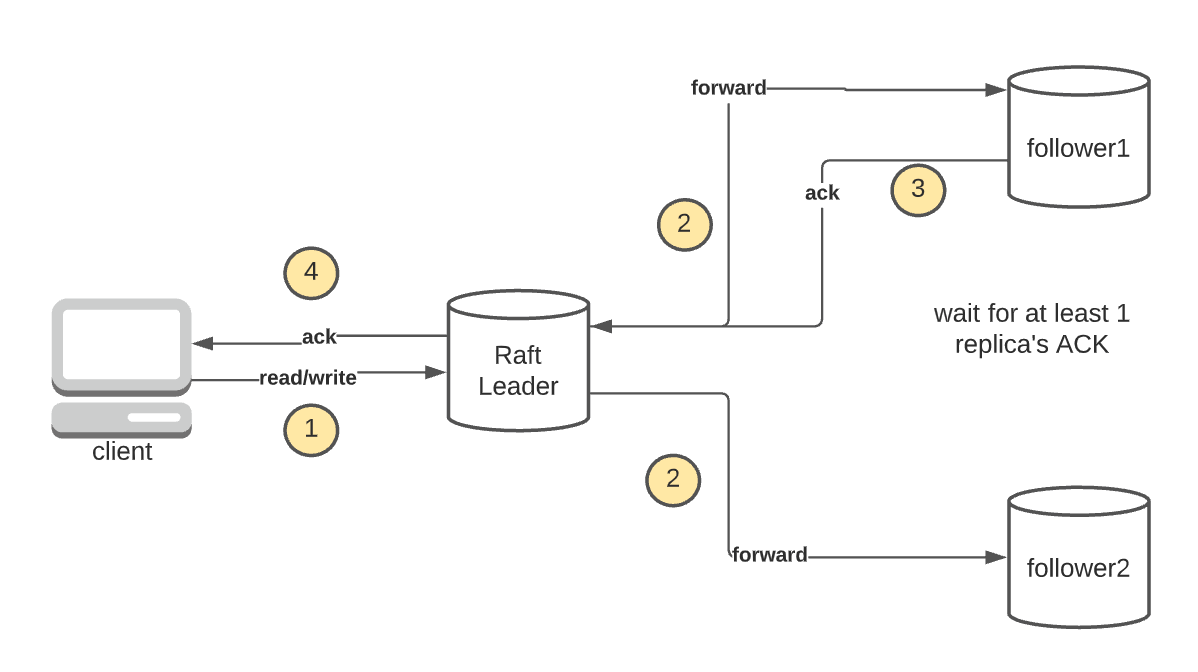 forward
follower1
ack
3
2
4
wait for at least 1
replica's ACK
ack
Raft
Leader
read/write
1
client
2
forward
follower2